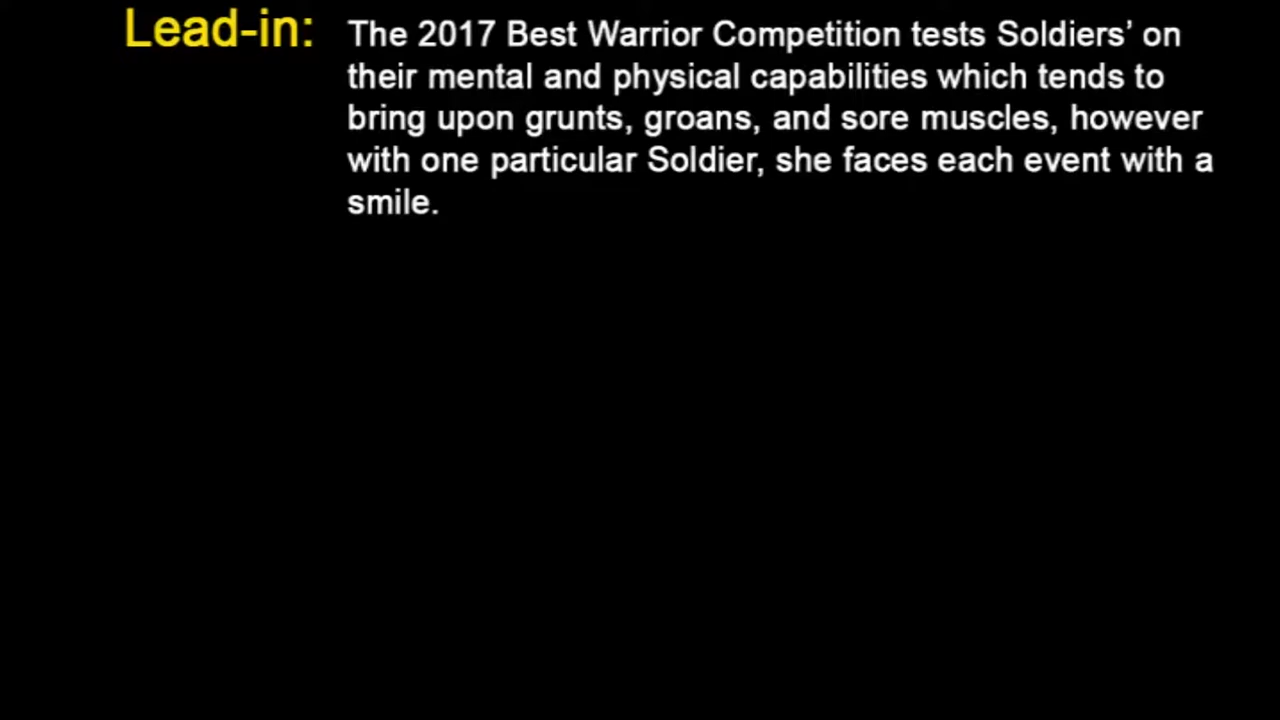 Lead-in: The 2017 Best Warrior Competition tests Soldiers’ on
their mental and physical capabilities which tends to
bring upon grunts, groans, and sore muscles, however
with one particular Soldier, she faces each event with a
smile.